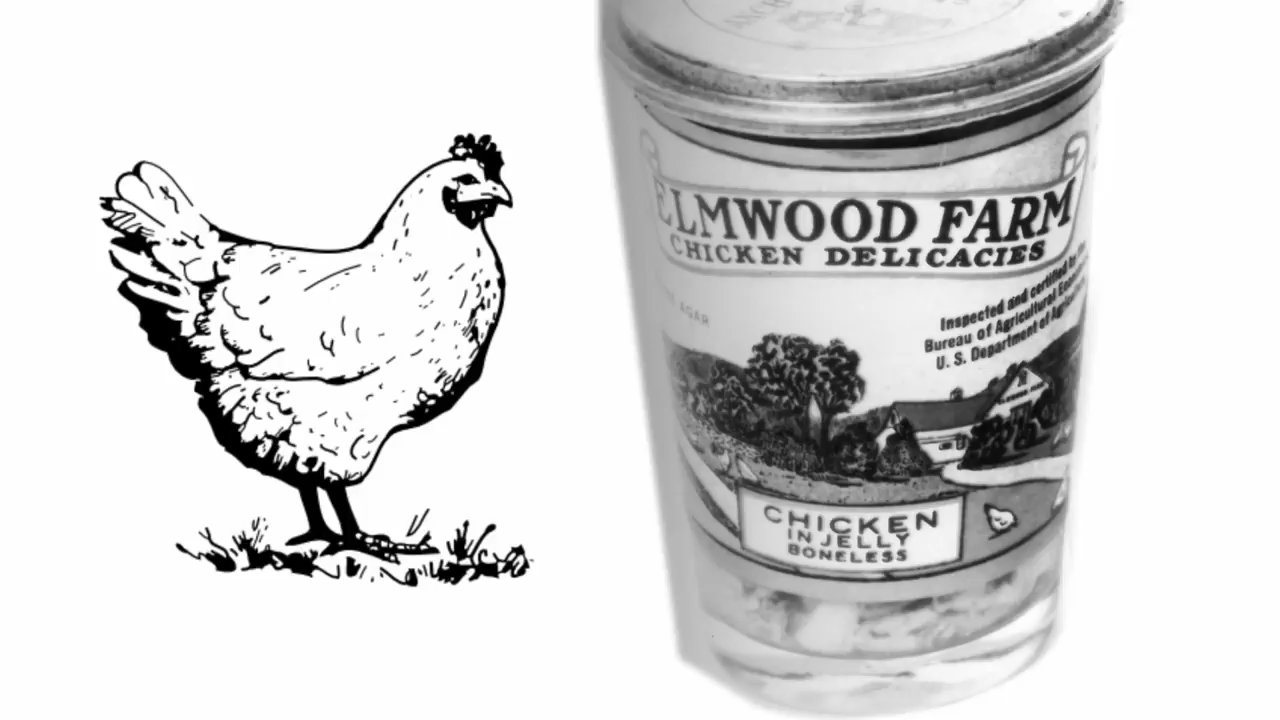 ELMWOOD FARM
CHICKEN DELICACIES
AGAR
Inspected and certified by the
Bureau of Agricultural
U. S. Department of Agriculture
CHICKEN
IN JELLY
BONELESS